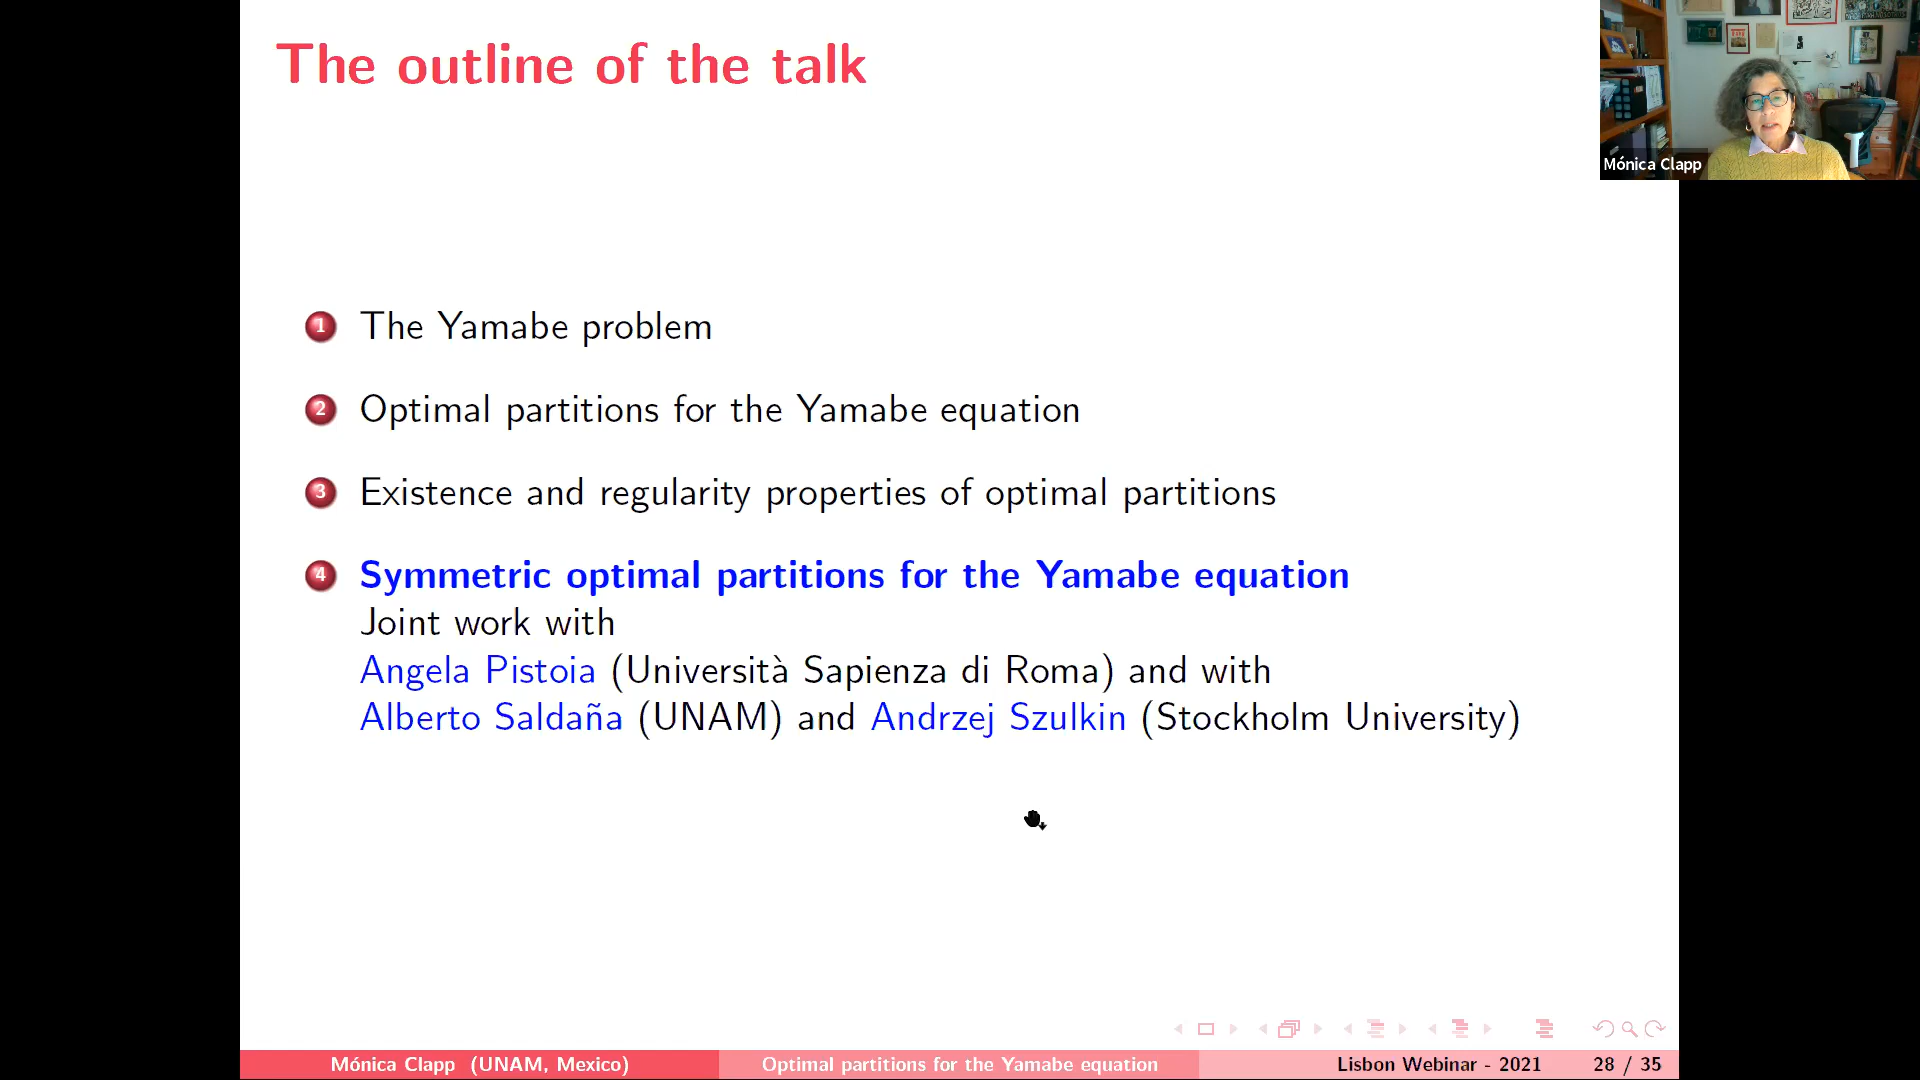 The outline of the talk
Mónica Clapp
1 The Yamabe problem
2 Optimal partitions for the Yamabe equation
3 Existence and regularity properties of optimal partitions
4 Symmetric optimal partitions for the Yamabe equation
Joint work with
Angela Pistoia (Università Sapienza di Roma) and with
Alberto Saldaña (UNAM) and Andrzej Szulkin (Stockholm University)
Mónica Clapp (UNAM, Mexico) Optimal partitions for the Yamabe equation Lisbon Webinar - 2021 28 / 35